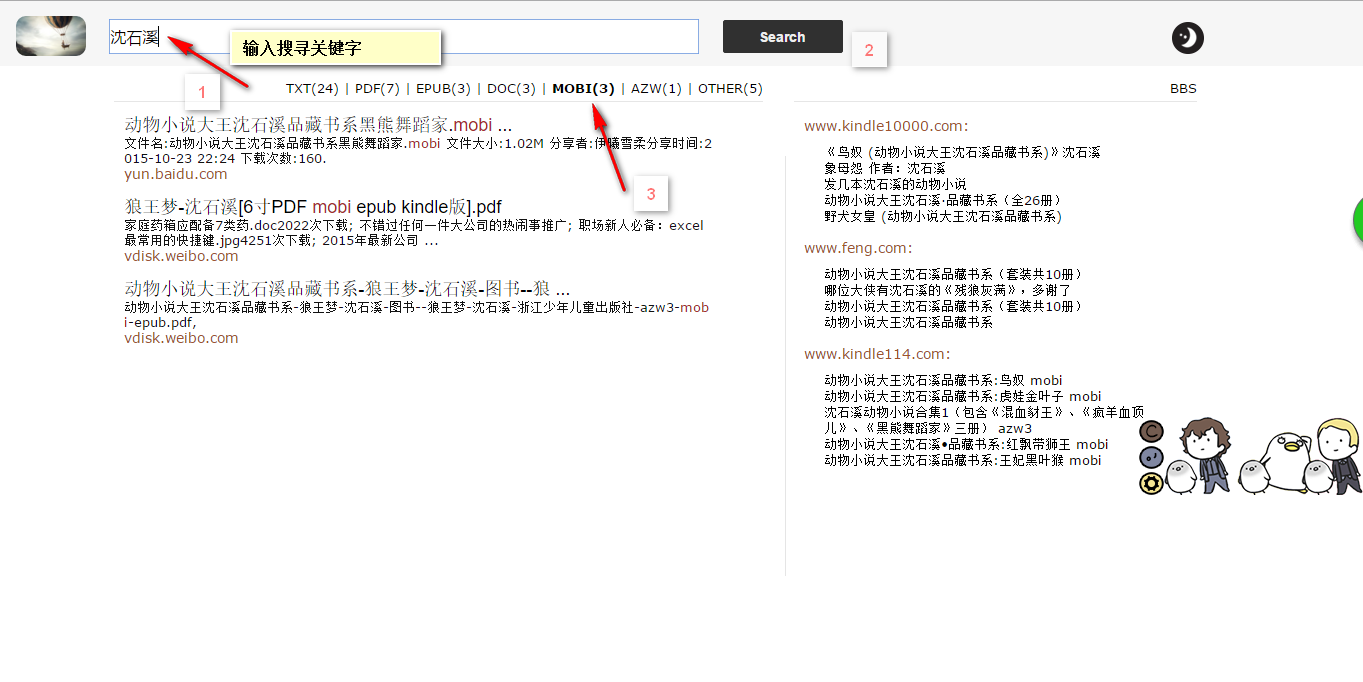 沈石溪
输入搜寻关键字
Search
1
2
TXT(24) | PDF(7) | EPUB(3) | DOC(3) | MOBI(3) | AZW(1) | OTHER(5)
BBS
动物小说大王沈石溪品藏书系黑熊舞蹈家.mobi ...
文件名:动物小说大王沈石溪品藏书系黑熊舞蹈家.mobi 文件大小:1.02M 分享者:伊曦雪柔分享时间:2
015-10-23 22:24 下载次数:160.
yun.baidu.com
3
狼王梦-沈石溪[6寸PDF mobi epub kindle版].pdf
家庭药箱应配备7类药.doc2022次下载; 不错过任何一件大公司的热闹事推广; 职场新人必备：excel
最常用的快捷键.jpg4251次下载; 2015年最新公司 ...
vdisk.weibo.com
动物小说大王沈石溪品藏书系-狼王梦-沈石溪-图书--狼 ...
动物小说大王沈石溪品藏书系-狼王梦-沈石溪-图书--狼王梦-沈石溪-浙江少年儿童出版社-azw3-mob
i-epub.pdf,
vdisk.weibo.com
www.kindle10000.com:
《鸟奴 (动物小说大王沈石溪品藏书系)》沈石溪
象母怨 作者：沈石溪
发几本沈石溪的动物小说
动物小说大王沈石溪·品藏书系（全26册）
野犬女皇 (动物小说大王沈石溪品藏书系)
www.feng.com:
动物小说大王沈石溪品藏书系（套装共10册）
哪位大侠有沈石溪的《残狼灰满》，多谢了
动物小说大王沈石溪品藏书系（套装共10册）
动物小说大王沈石溪品藏书系
www.kindle114.com:
动物小说大王沈石溪品藏书系:鸟奴 mobi
动物小说大王沈石溪品藏书系:虎娃金叶子 mobi
沈石溪动物小说合集1（包含《混血豺王》、《疯羊血顶
儿》、《黑熊舞蹈家》三册） azw3
动物小说大王沈石溪•品藏书系:红飘带狮王 mobi
动物小说大王沈石溪品藏书系:王妃黑叶猴 mobi
C